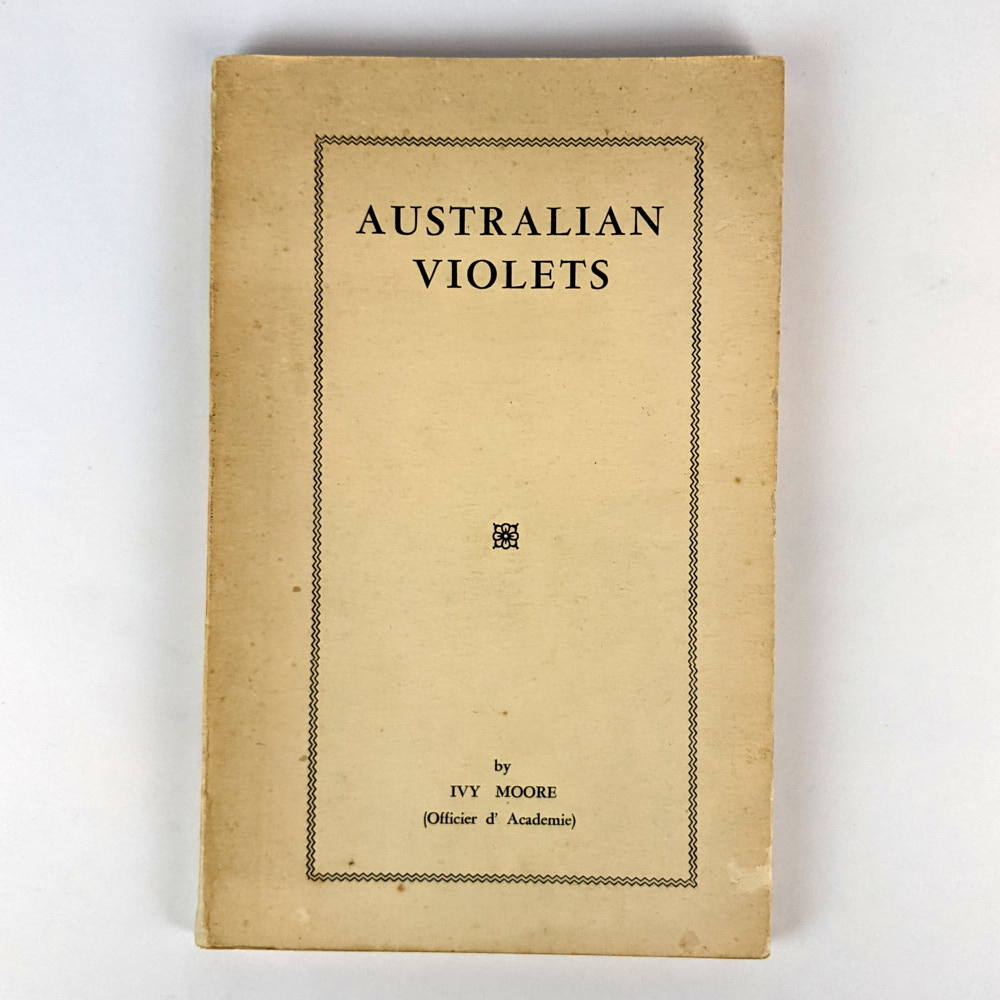 AUSTRALIAN
VIOLETS
by
IVY MOORE
(Officier d' Academie)